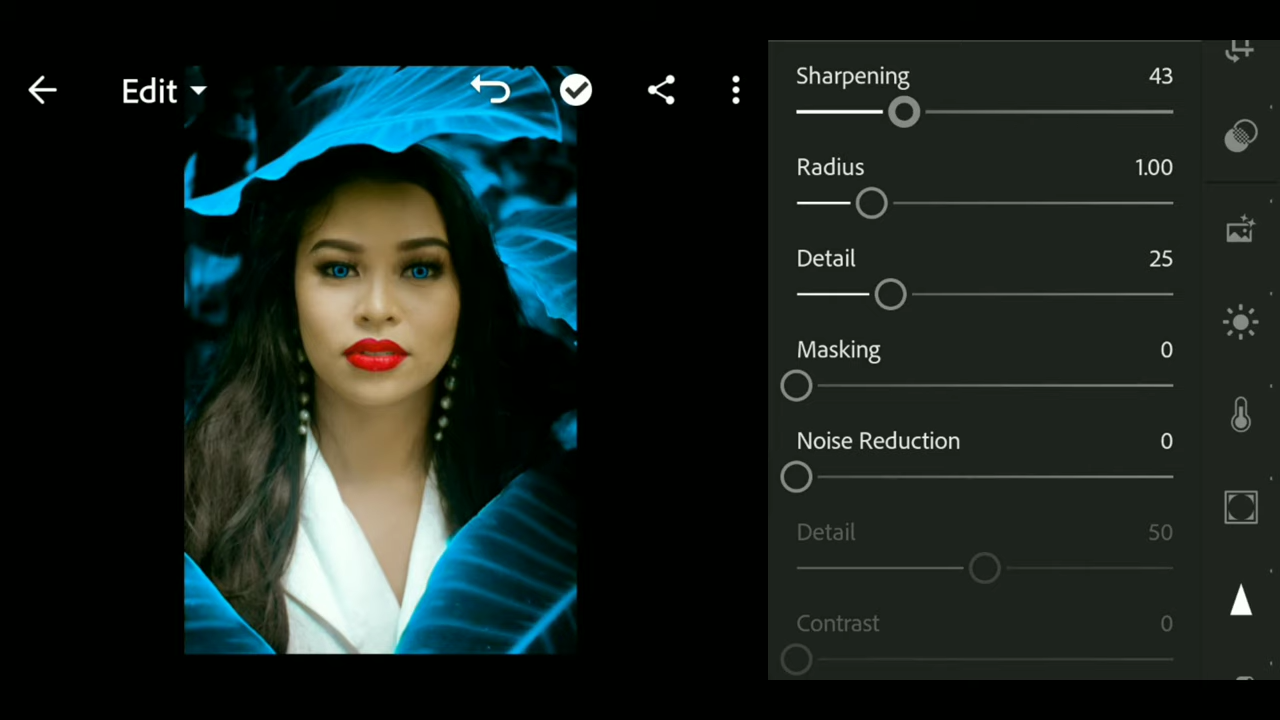 Edit
Sharpening 43
Radius 1.00
Detail 25
Masking 0
Noise Reduction 0
Detail 50
Contrast 0